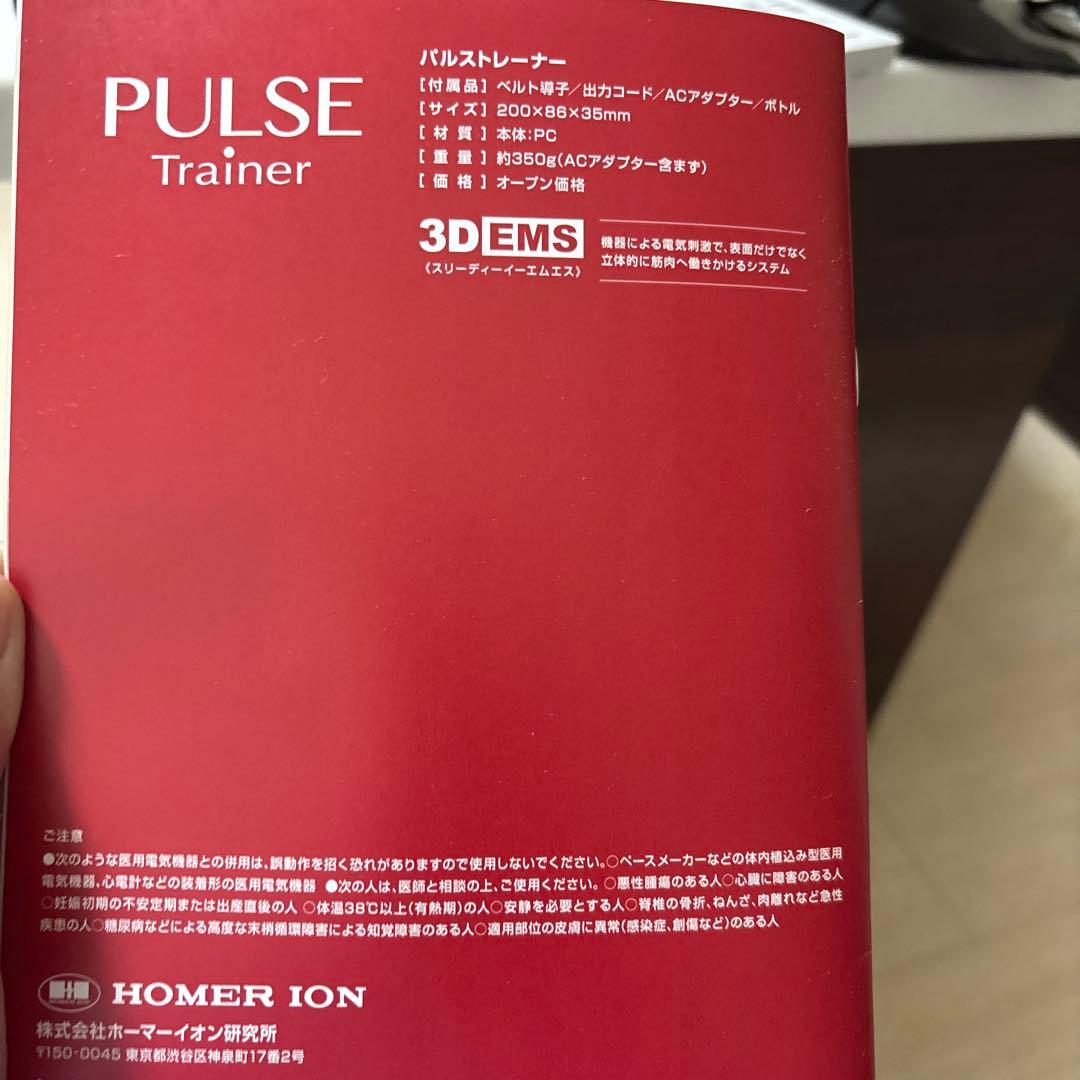 PULSE
Trainer
パルストレーナー
[付属品] ベルト導子/出力コード/ACアダプター/ボトル
[サイズ] 200×86×35mm
[材質] 本体:PC
[重量] 約350g(ACアダプター含まず)
[価格] オープン価格
3D EMS
《スリーディーイーエムエス》
機器による電気刺激で、表面だけでなく
立体的に筋肉へ働きかけるシステム
ご注意
●次のような医用電気機器との併用は、誤動作を招く恐れがありますので使用しないでください。○ペースメーカーなどの体内植込み型医用
電気機器、心電計などの装着形の医用電気機器 ●次の人は、医師と相談の上、ご使用ください。○悪性腫瘍のある人○心臓に障害のある人
○妊娠初期の不安定期または出産直後の人 ○体温38℃以上(有熱期)の人○安静を必要とする人○脊椎の骨折、ねんざ、肉離れなど急性
疾患の人○糖尿病などによる高度な末梢循環障害による知覚障害のある人○適用部位の皮膚に異常(感染症、創傷など)のある人
HOMER ION
HOMER ION
株式会社ホーマーイオン研究所
〒150-0045 東京都渋谷区神泉町17番2号